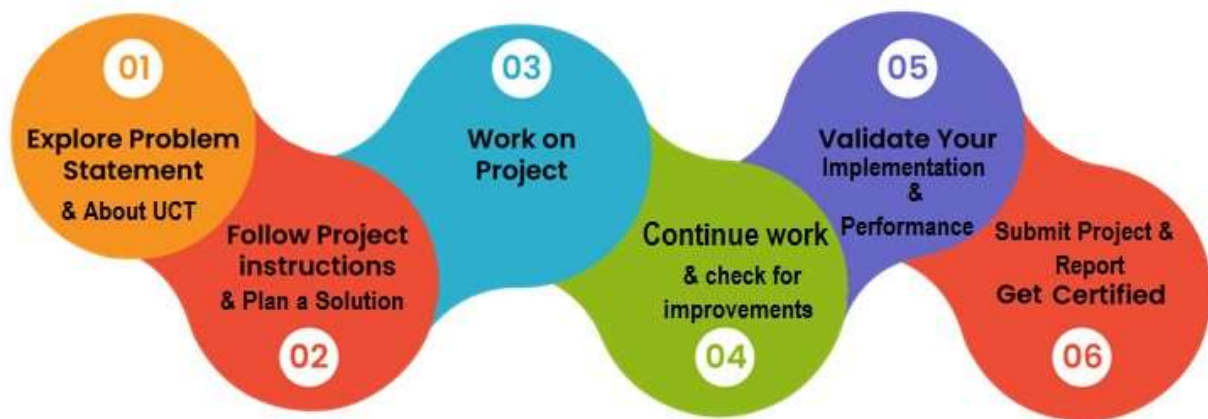 01
Explore Problem
Statement
& About UCT
Follow Project
instructions
& Plan a Solution
02
03
Work on
Project
Continue work
& check for
improvements
04
05
Validate Your
Implementation
&
Performance
Submit Project &
Report
Get Certified
06